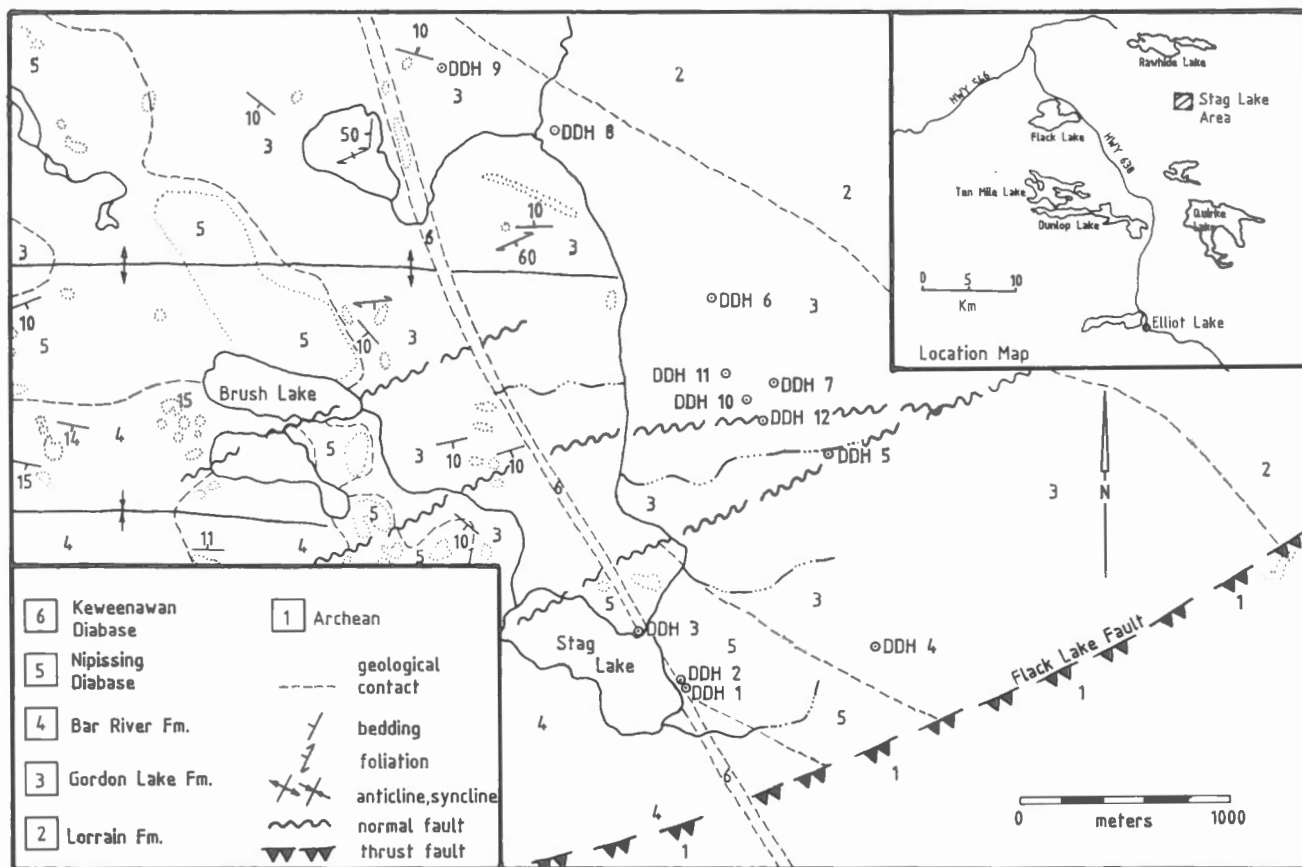 10
5
DDH 9
2
3
10
50
3
DDH 8
2
5
10
60
3
3
6
10
5
5
10
3
DDH 6
3
DDH 11
DDH 7
DDH 10
DDH 12
Brush Lake
15
14
4
5
3
10
10
DDH 5
15
6
3
3
2
4
11
4
5
5
10
3
N
5
3
DDH 3
Stag
Lake
5
DDH 4
DDH 2
DDH 1
4
5
6
Flack Lake Fault
1
1
1
1
4
1
0
1000
meters
HWY 546
Rawhide Lake
Stag Lake
Area
Flack Lake
HWY 638
Ten Mile Lake
Dunlop Lake
Quirke
Lake
0 5 10
Km
Elliot Lake
Location Map
6 Keweenawan
Diabase
5 Nipissing
Diabase
4 Bar River Fm.
3 Gordon Lake Fm.
2 Lorrain Fm.
1 Archean
geological
contact
bedding
foliation
anticline,syncline
normal fault
thrust fault